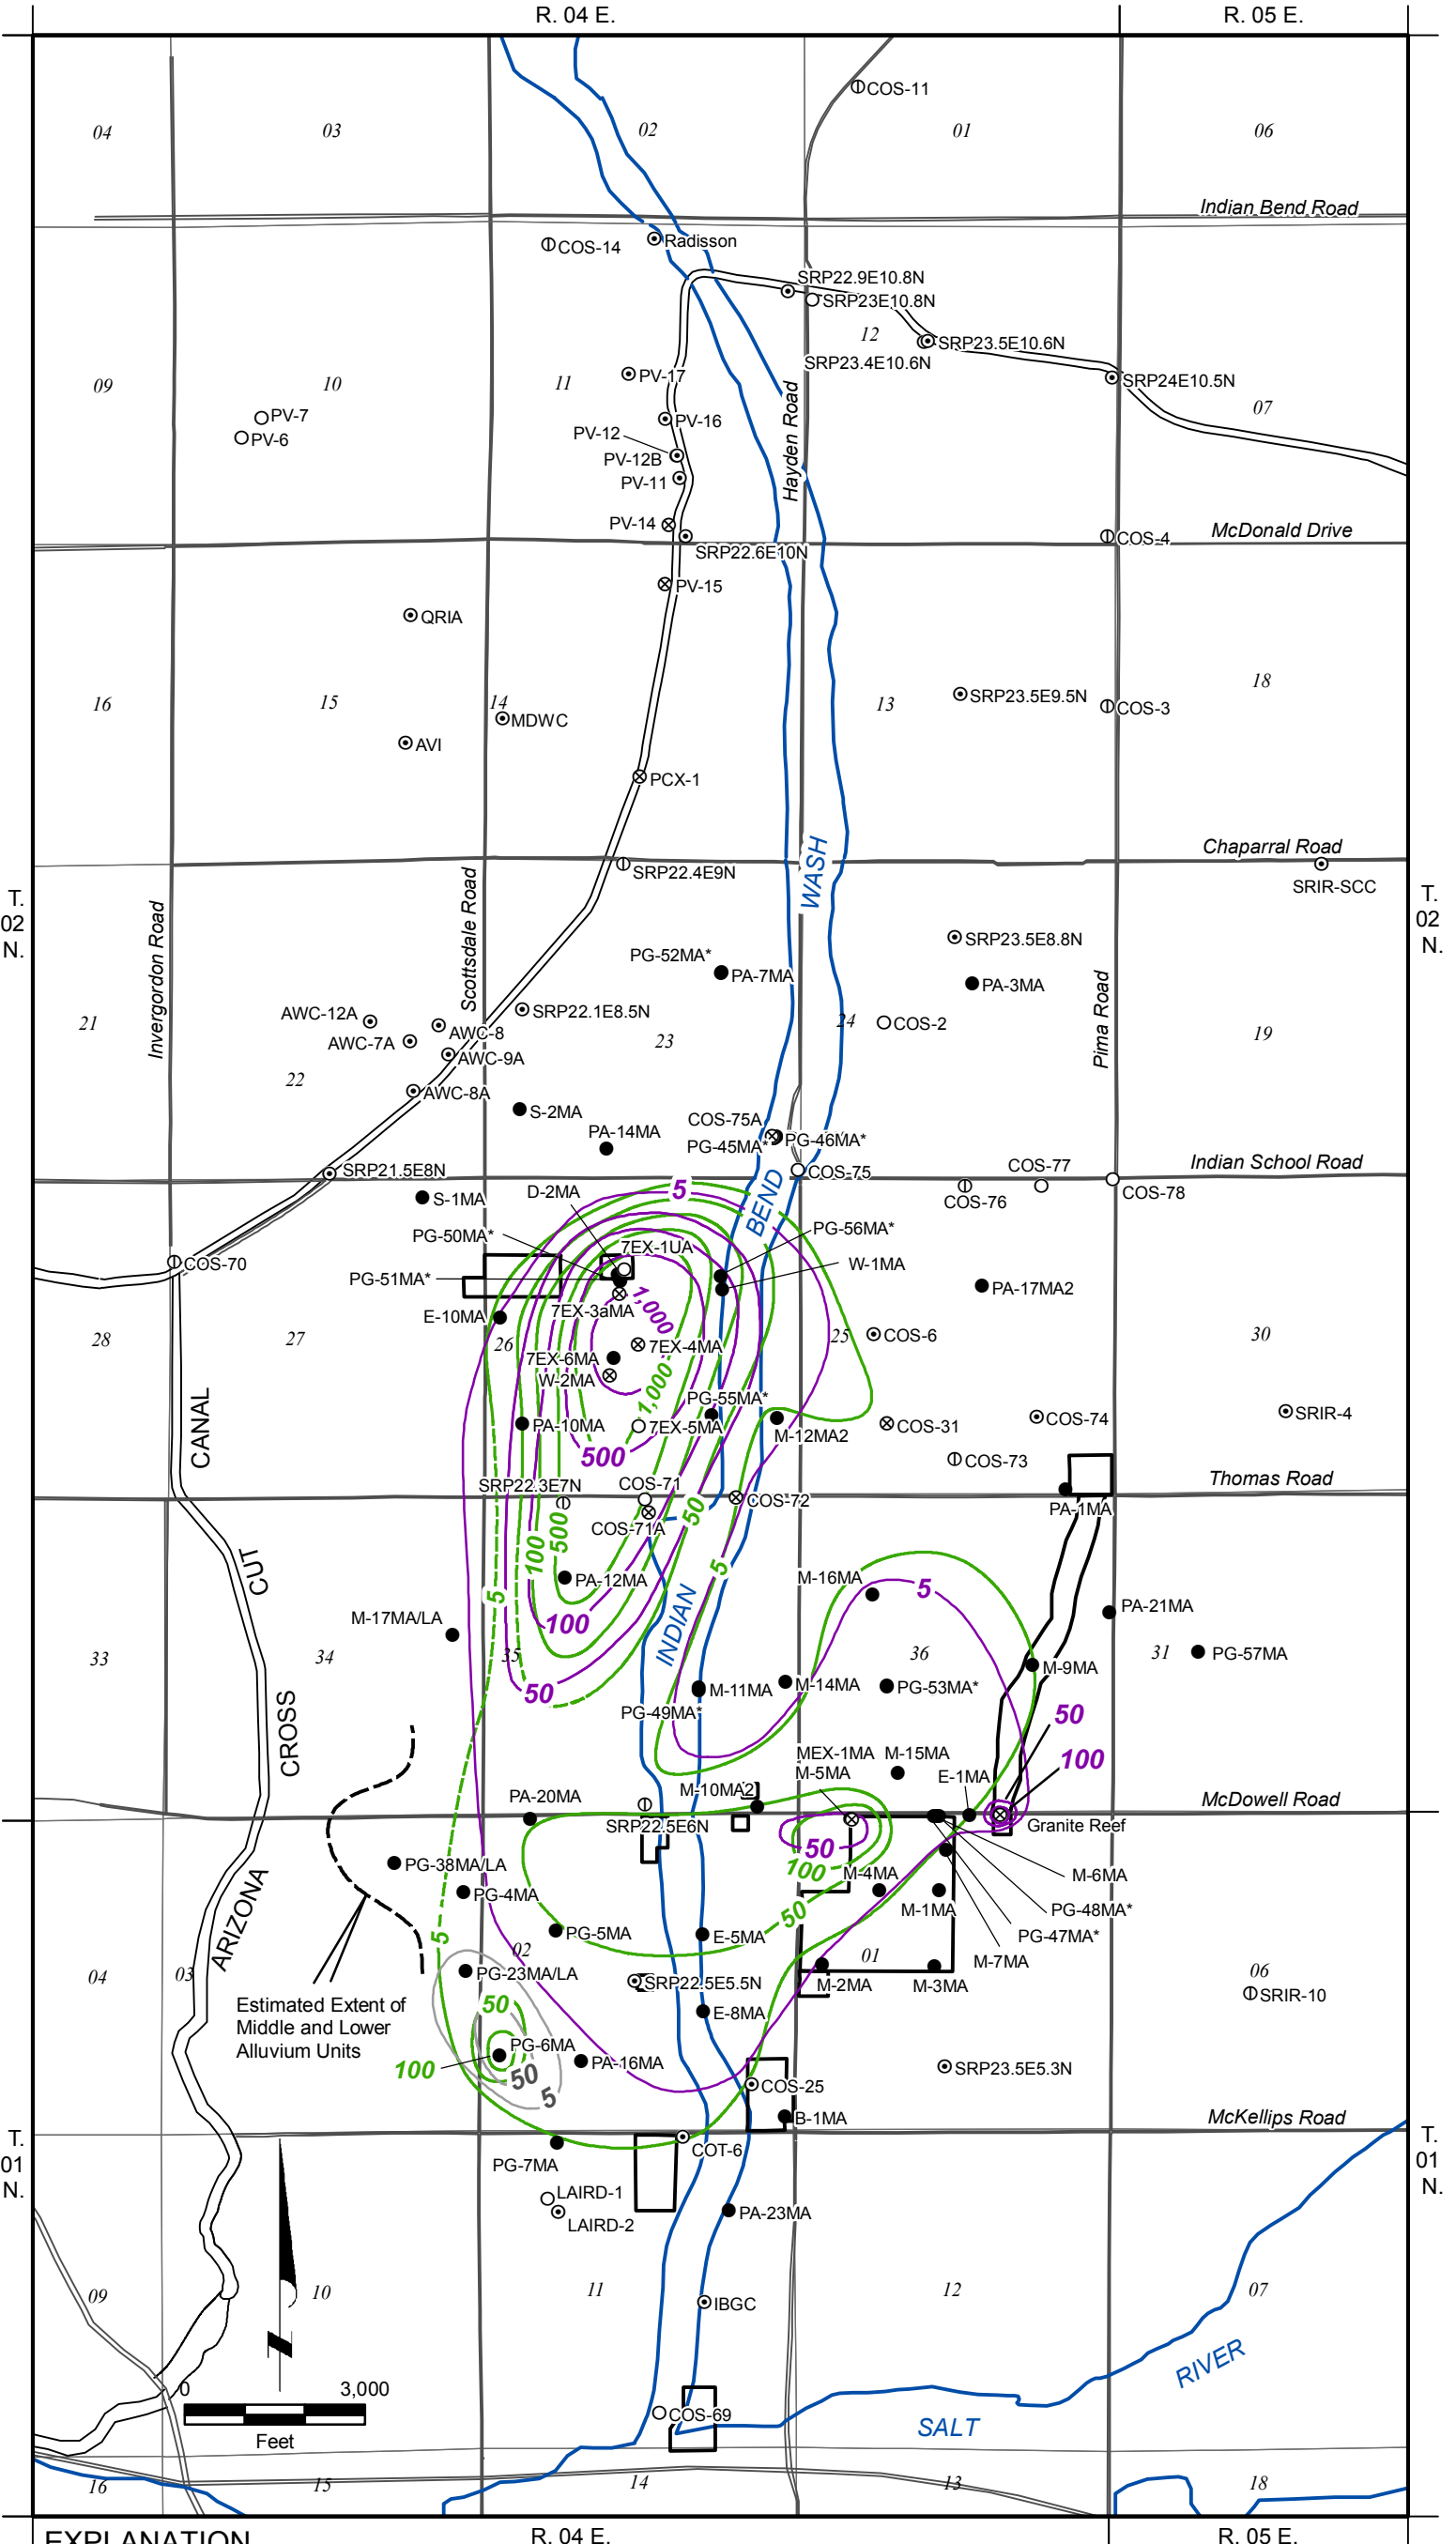 R. 04 E.
R. 05 E.
COS-11
04
03
02
01
06
Indian Bend Road
COS-14
Radisson
SRP22.9E10.8N
SRP23E10.8N
12
SRP23.5E10.6N
SRP23.4E10.6N
SRP24E10.5N
09
10
11
PV-17
07
PV-7
PV-6
PV-16
PV-12
PV-12B
PV-11
Hayden Road
PV-14
SRP22.6E10N
COS-4
McDonald Drive
PV-15
QRIA
16
15
14
13
18
MDWC
SRP23.5E9.5N
COS-3
AVI
PCX-1
WASH
Chaparral Road
SRP22.4E9N
SRIR-SCC
T.
02
N.
T.
02
N.
Invergordon Road
Scottsdale Road
Pima Road
SRP23.5E8.8N
PG-52MA*
PA-7MA
PA-3MA
AWC-12A
SRP22.1E8.5N
AWC-8
AWC-7A
AWC-9A
21
22
23
24
COS-2
19
AWC-8A
S-2MA
PA-14MA
COS-75A
PG-45MA*
PG-46MA*
SRP21.5E8N
COS-75
COS-77
COS-76
COS-78
Indian School Road
S-1MA
D-2MA
5
BEND
PG-50MA*
PG-56MA*
COS-70
7EX-1UA
W-1MA
PG-51MA*
PA-17MA2
7EX-3aMA
1,000
E-10MA
28
27
26
25
COS-6
30
7EX-4MA
7EX-6MA
W-2MA
1,000
PG-55MA*
PA-10MA
7EX-5MA
M-12MA2
COS-31
COS-74
SRIR-4
CANAL
500
COS-73
Thomas Road
SRP22.3E7N
COS-71
COS-72
PA-1MA
50
COS-71A
500
100
CUT
5
PA-12MA
M-16MA
5
5
PA-21MA
M-17MA/LA
100
INDIAN
33
34
35
36
31
PG-57MA
M-9MA
50
M-11MA
M-14MA
PG-53MA*
PG-49MA*
50
CROSS
MEX-1MA
M-15MA
100
M-5MA
E-1MA
PA-20MA
M-10MA2
McDowell Road
SRP22.5E6N
Granite Reef
50
100
PG-38MA/LA
M-4MA
M-6MA
PG-4MA
M-1MA
PG-48MA*
50
ARIZONA
5
PG-5MA
E-5MA
PG-47MA*
02
01
M-7MA
04
03
PG-23MA/LA
SRP22.5E5.5N
M-2MA
M-3MA
06
SRIR-10
Estimated Extent of
Middle and Lower
Alluvium Units
50
E-8MA
PG-6MA
100
PA-16MA
SRP23.5E5.3N
50
5
COS-25
B-1MA
McKellips Road
T.
01
N.
T.
01
N.
COT-6
PG-7MA
LAIRD-1
LAIRD-2
PA-23MA
09
10
11
12
07
IBGC
RIVER
0
3,000
Feet
COS-69
SALT
16
15
14
13
18
EXPLANATION
R. 04 E.
R. 05 E.